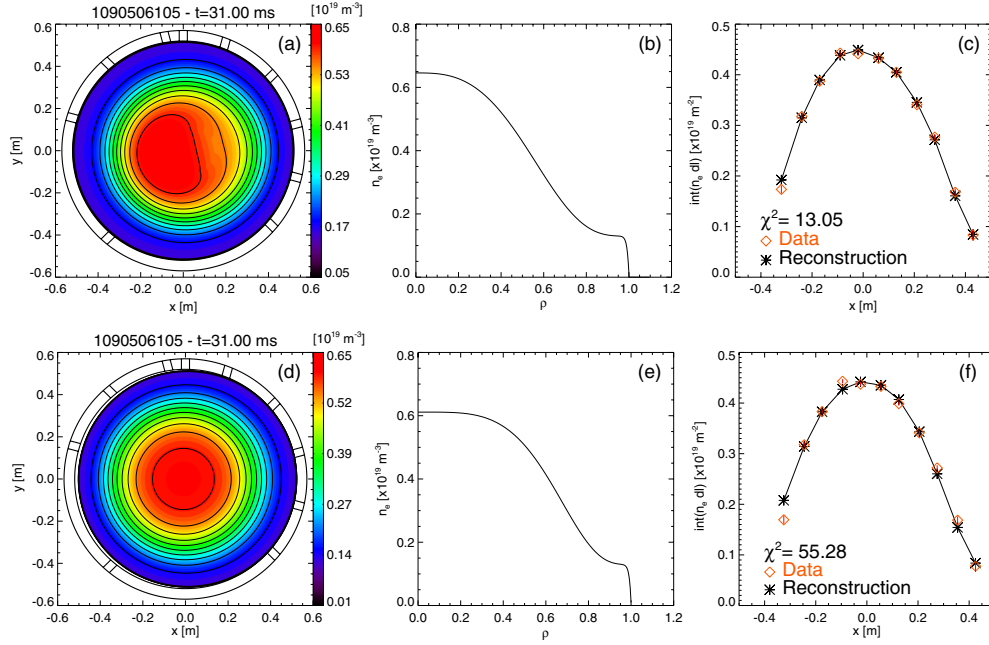 1090506105 - t=31.00 ms
[10^19 m^-3]
(a)
0.6
0.4
0.2
0.0
-0.2
-0.4
-0.6
y [m]
-0.6 -0.4 -0.2 0.0 0.2 0.4 0.6
x [m]
0.65
0.53
0.41
0.29
0.17
0.05
(b)
0.8
0.6
0.4
0.2
0.0
n_e [x10^19 m^-3]
0.0 0.2 0.4 0.6 0.8 1.0 1.2
ρ
(c)
0.5
0.4
0.3
0.2
0.1
0.0
int(n_e dl) [x10^19 m^-2]
χ²= 13.05
Data
Reconstruction
-0.4 -0.2 0.0 0.2 0.4
x [m]
1090506105 - t=31.00 ms
[10^19 m^-3]
(d)
0.6
0.4
0.2
0.0
-0.2
-0.4
-0.6
y [m]
-0.6 -0.4 -0.2 0.0 0.2 0.4 0.6
x [m]
0.65
0.52
0.39
0.27
0.14
0.01
(e)
0.8
0.6
0.4
0.2
0.0
n_e [x10^19 m^-3]
0.0 0.2 0.4 0.6 0.8 1.0 1.2
ρ
(f)
0.5
0.4
0.3
0.2
0.1
0.0
int(n_e dl) [x10^19 m^-2]
χ²= 55.28
Data
Reconstruction
-0.4 -0.2 0.0 0.2 0.4
x [m]